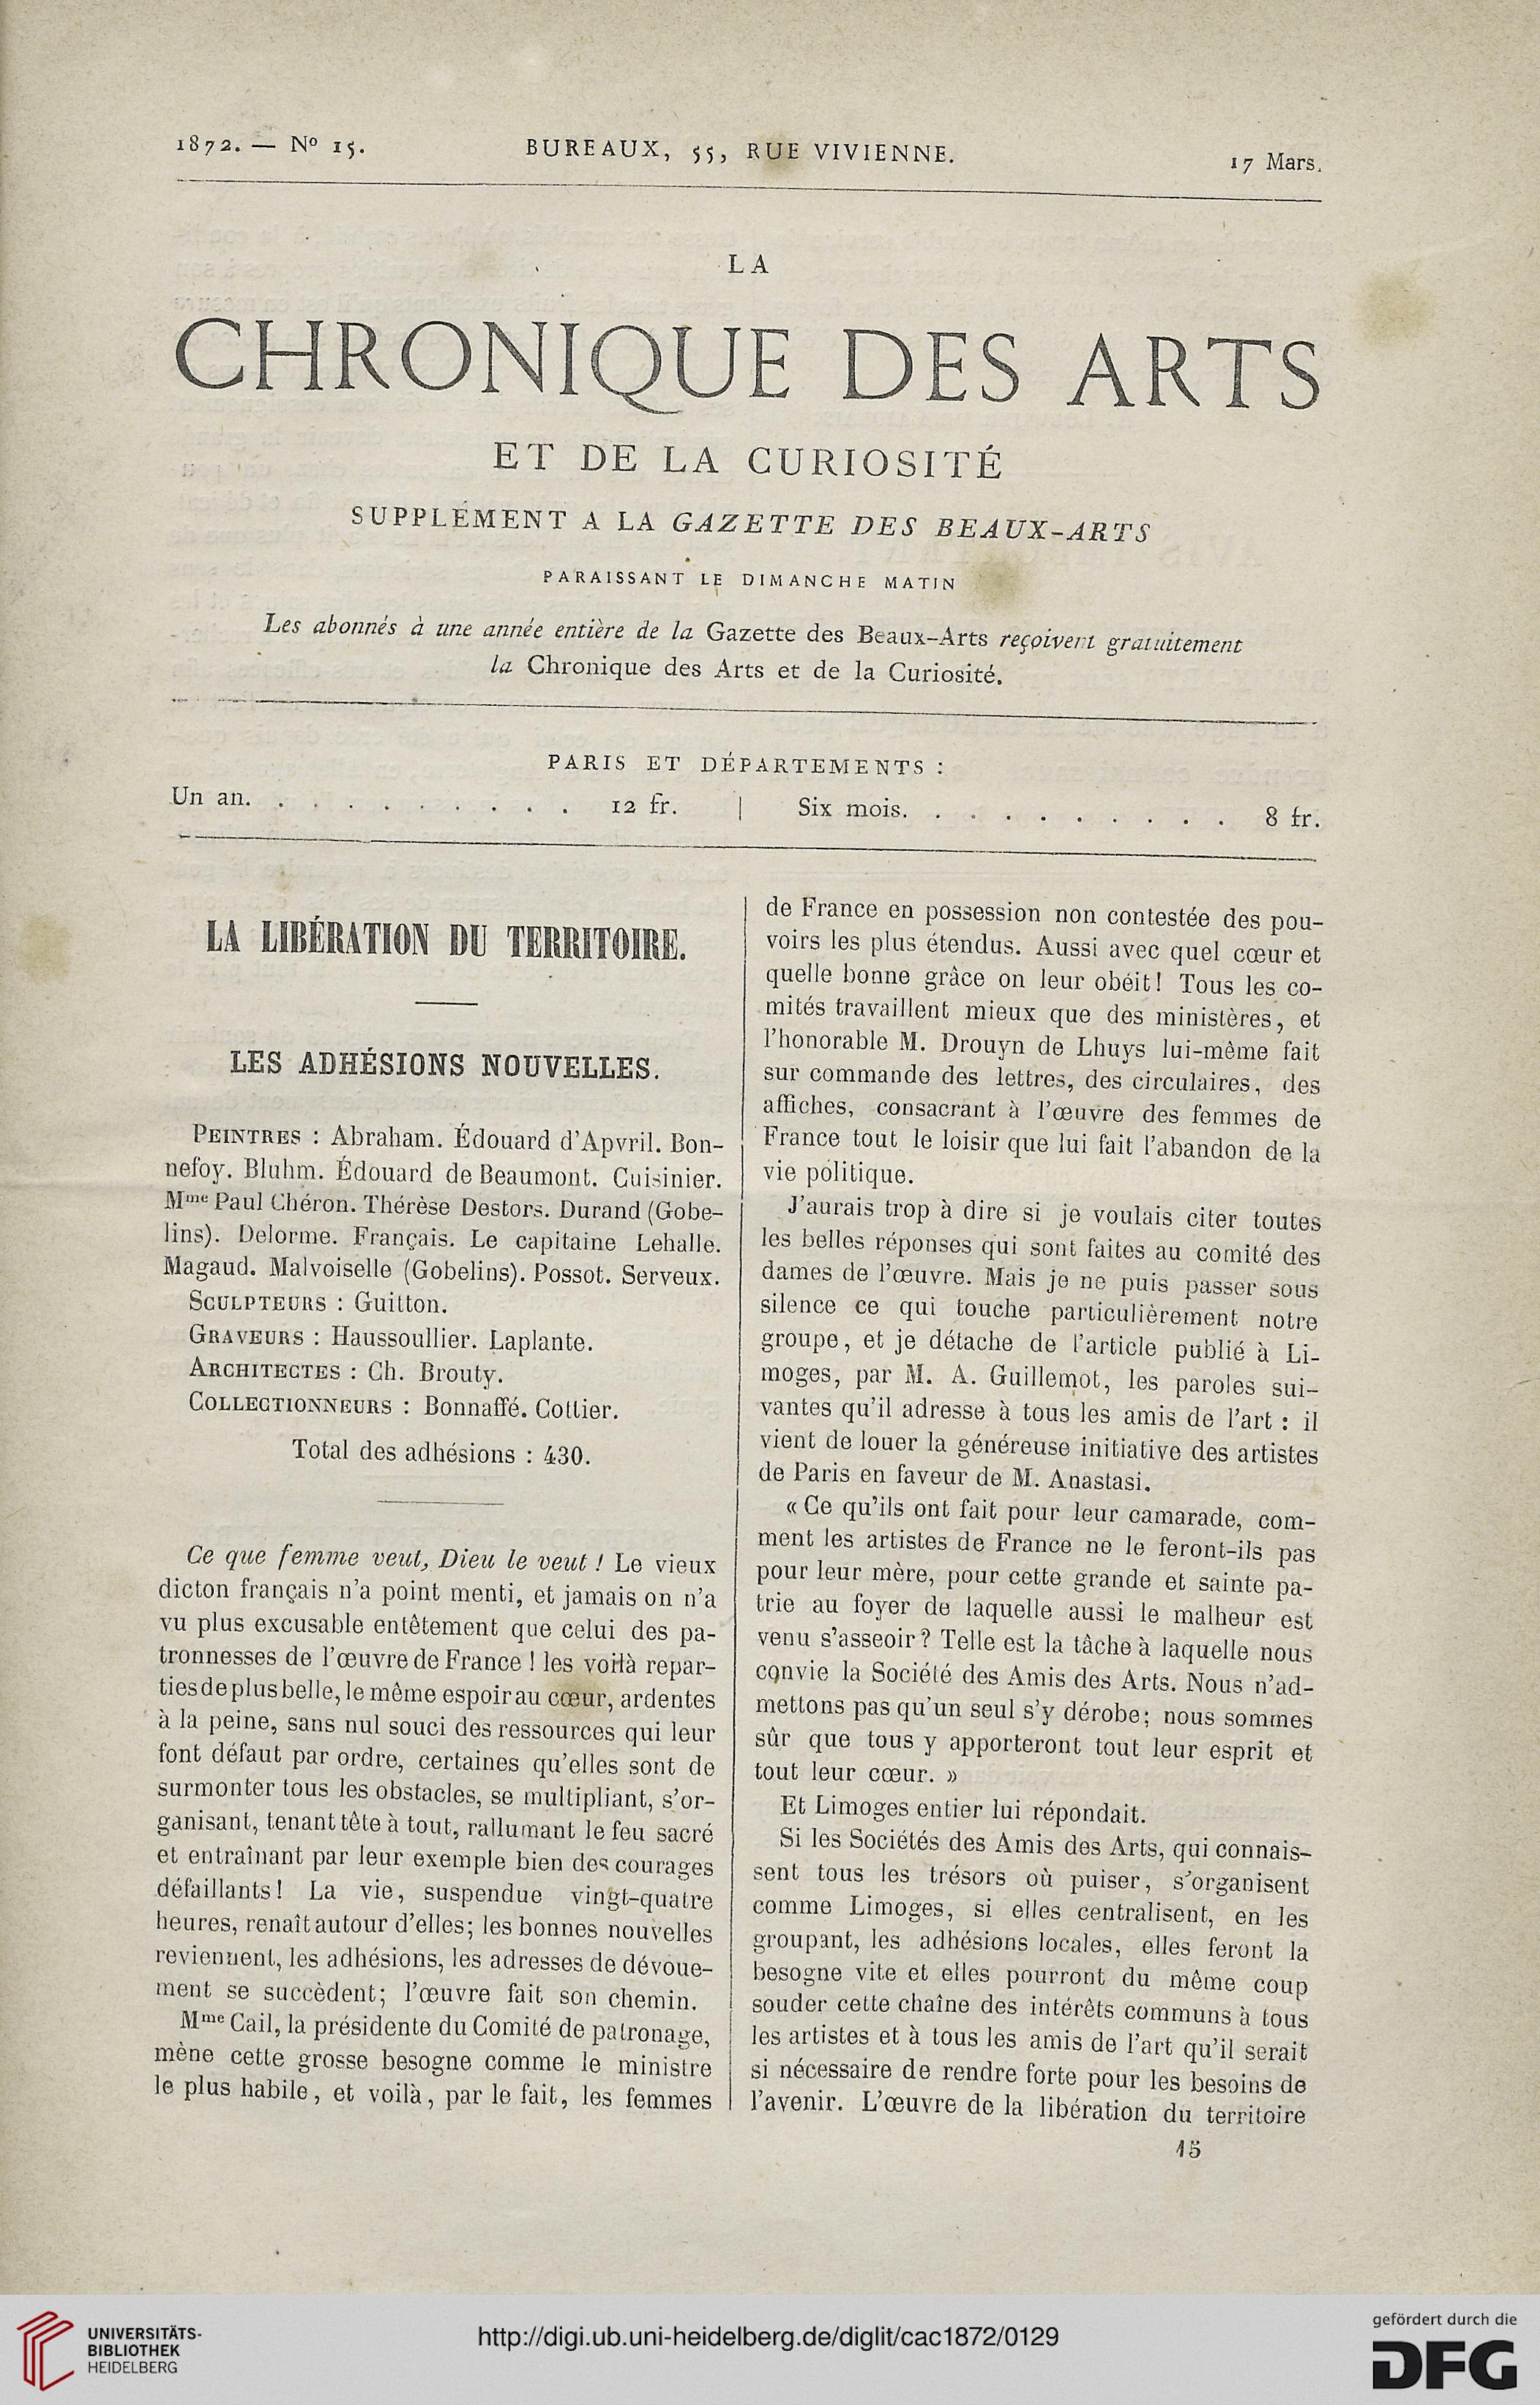 1872. — Nº 15.
BUREAUX, 55, RUE VIVIENNE.
17 Mars.
LA
CHRONIQUE DES ARTS
ET DE LA CURIOSITÉ
SUPPLÉMENT A LA GAZETTE DES BEAUX-ARTS
PARAISSANT LE DIMANCHE MATIN
Les abonnés à une année entière de la Gazette des Beaux-Arts reçoivent gratuitement
la Chronique des Arts et de la Curiosité.
PARIS ET DÉPARTEMENTS :
Un an. . . . . . . . . . 12 fr. | Six mois. . . . . . . . . . 8 fr.
LA LIBÉRATION DU TERRITOIRE.
LES ADHÉSIONS NOUVELLES.
PEINTRES : Abraham. Édouard d'Apvril. Bon-
nefoy. Bluhm. Édouard de Beaumont. Cuisinier.
Mme Paul Chéron. Thérèse Destors. Durand (Gobe-
lins). Delorme. Français. Le capitaine Lehalle.
Magaud. Malvoiselle (Gobelins). Possot. Serveux.
SCULPTEURS : Guitton.
GRAVEURS : Haussoullier. Laplante.
ARCHITECTES : Ch. Brouty.
COLLECTIONNEURS : Bonnaffé. Cottier.
Total des adhésions : 430.
Ce que femme veut, Dieu le veut ! Le vieux
dicton français n'a point menti, et jamais on n'a
vu plus excusable entêtement que celui des pa-
tronnesses de l'œuvre de France ! les voilà repar-
ties de plus belle, le même espoir au cœur, ardentes
à la peine, sans nul souci des ressources qui leur
font défaut par ordre, certaines qu'elles sont de
surmonter tous les obstacles, se multipliant, s'or-
ganisant, tenant tête à tout, rallumant le feu sacré
et entraînant par leur exemple bien des courages
défaillants! La vie, suspendue vingt-quatre
heures, renaît autour d'elles; les bonnes nouvelles
reviennent, les adhésions, les adresses de dévoue-
ment se succèdent; l'œuvre fait son chemin.
Mme Cail, la présidente du Comité de patronage,
mène cette grosse besogne comme le ministre
le plus habile, et voilà, par le fait, les femmes
de France en possession non contestée des pou-
voirs les plus étendus. Aussi avec quel cœur et
quelle bonne grâce on leur obéit! Tous les co-
mités travaillent mieux que des ministères, et
l'honorable M. Drouyn de Lhuys lui-même fait
sur commande des lettres, des circulaires, des
affiches, consacrant à l'œuvre des femmes de
France tout le loisir que lui fait l'abandon de la
vie politique.
J'aurais trop à dire si je voulais citer toutes
les belles réponses qui sont faites au comité des
dames de l'œuvre. Mais je ne puis passer sous
silence ce qui touche particulièrement notre
groupe, et je détache de l'article publié à Li-
moges, par M. A. Guillemot, les paroles sui-
vantes qu'il adresse à tous les amis de l'art : il
vient de louer la généreuse initiative des artistes
de Paris en faveur de M. Anastasi.
« Ce qu'ils ont fait pour leur camarade, com-
ment les artistes de France ne le feront-ils pas
pour leur mère, pour cette grande et sainte pa-
trie au foyer de laquelle aussi le malheur est
venu s'asseoir? Telle est la tâche à laquelle nous
convie la Société des Amis des Arts. Nous n'ad-
mettons pas qu'un seul s'y dérobe; nous sommes
sûr que tous y apporteront tout leur esprit et
tout leur cœur. »
Et Limoges entier lui répondait.
Si les Sociétés des Amis des Arts, qui connais-
sent tous les trésors où puiser, s'organisent
comme Limoges, si elles centralisent, en les
groupant, les adhésions locales, elles feront la
besogne vite et elles pourront du même coup
souder cette chaîne des intérêts communs à tous
les artistes et à tous les amis de l'art qu'il serait
si nécessaire de rendre forte pour les besoins de
l'avenir. L'œuvre de la libération du territoire
15
UNIVERSITÄTS-
BIBLIOTHEK
HEIDELBERG
http://digi.ub.uni-heidelberg.de/diglit/cac1872/0129
gefördert durch die
DFG